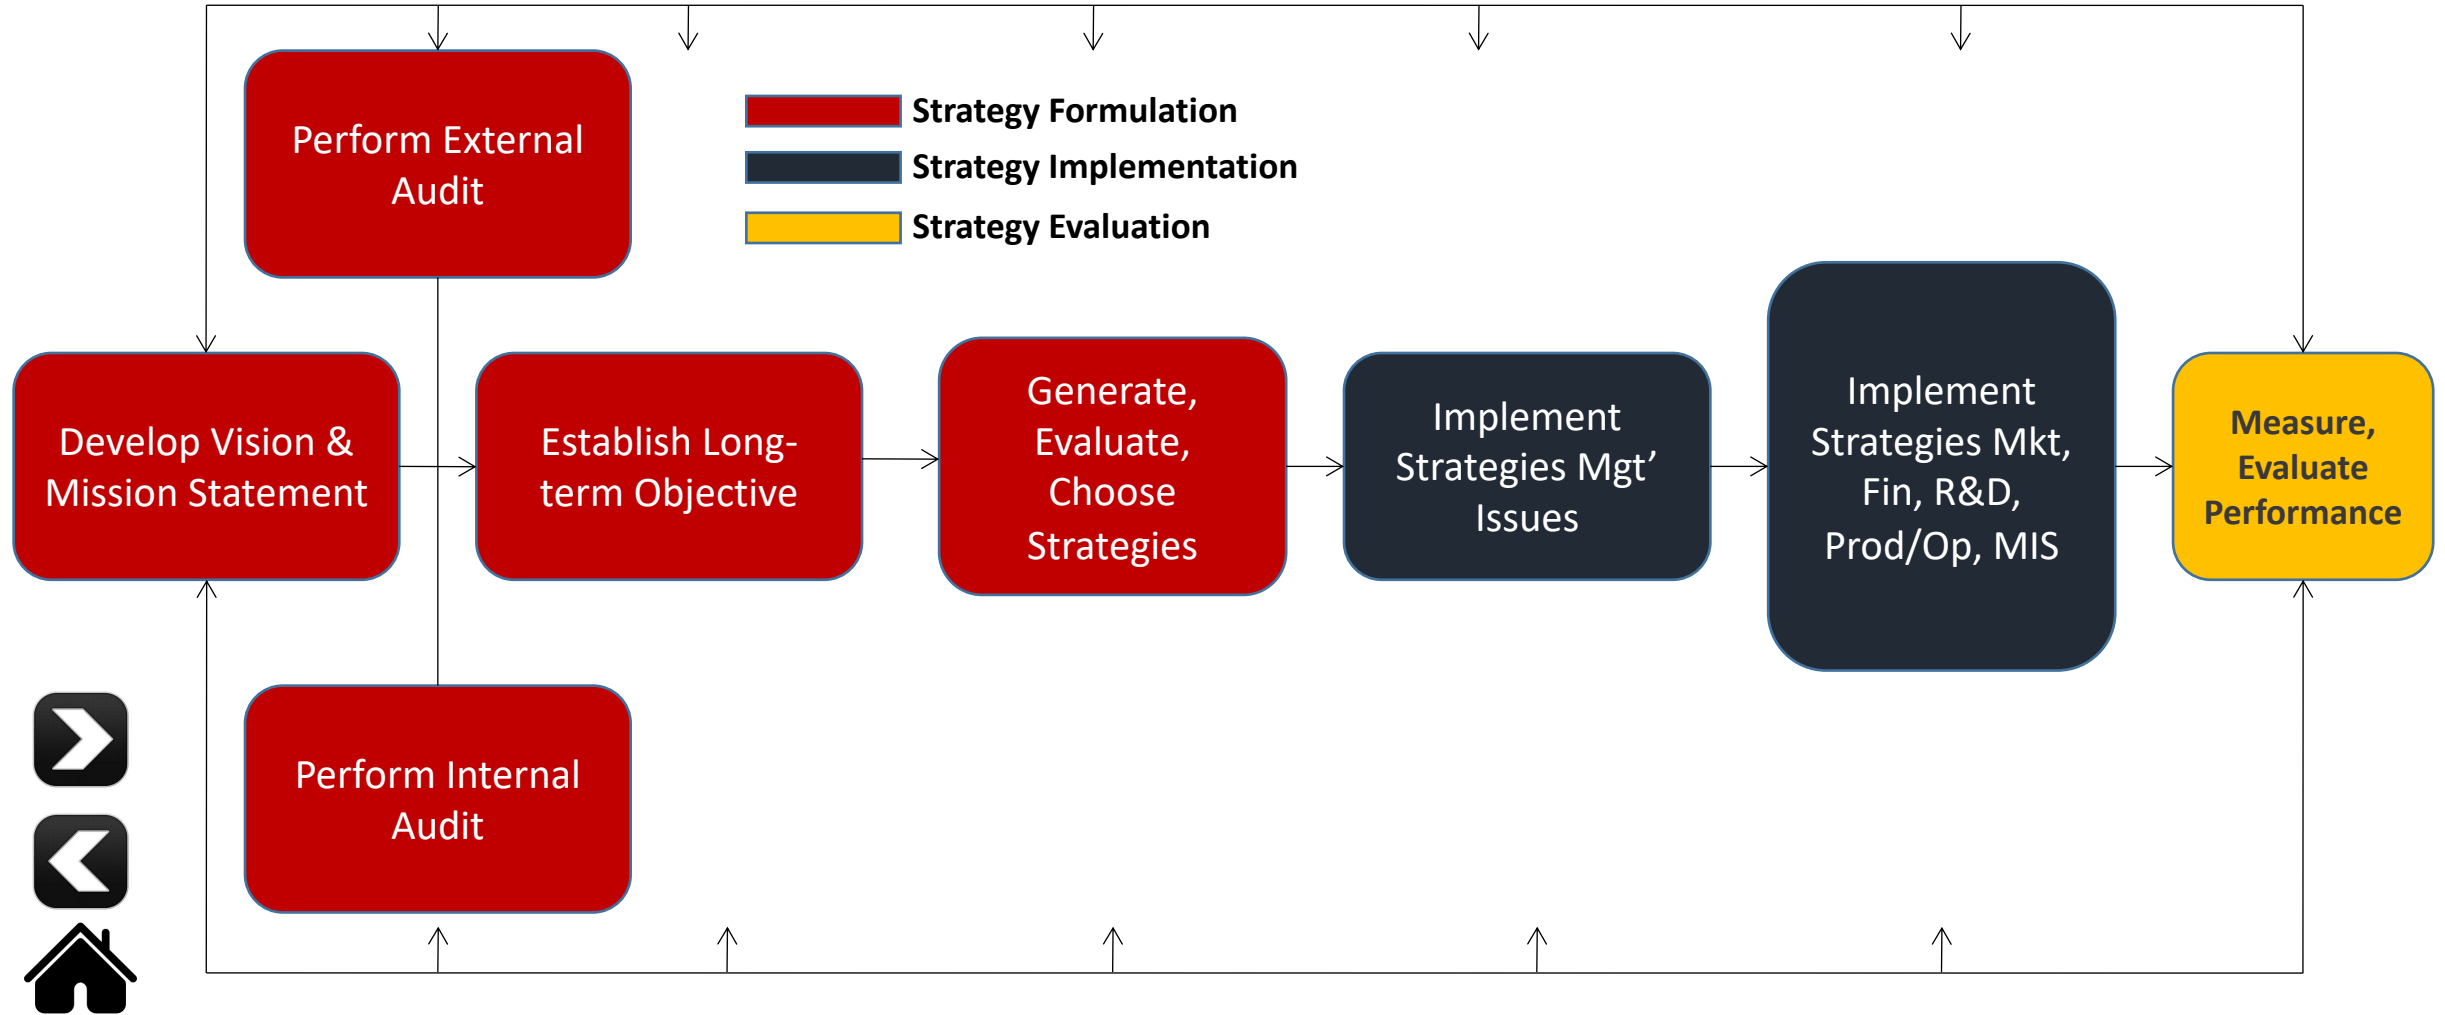 Perform External
Audit
Strategy Formulation
Strategy Implementation
Strategy Evaluation
Develop Vision &
Mission Statement
Establish Long-
term Objective
Generate,
Evaluate,
Choose
Strategies
Implement
Strategies Mgt’
Issues
Implement
Strategies Mkt,
Fin, R&D,
Prod/Op, MIS
Measure,
Evaluate
Performance
Perform Internal
Audit